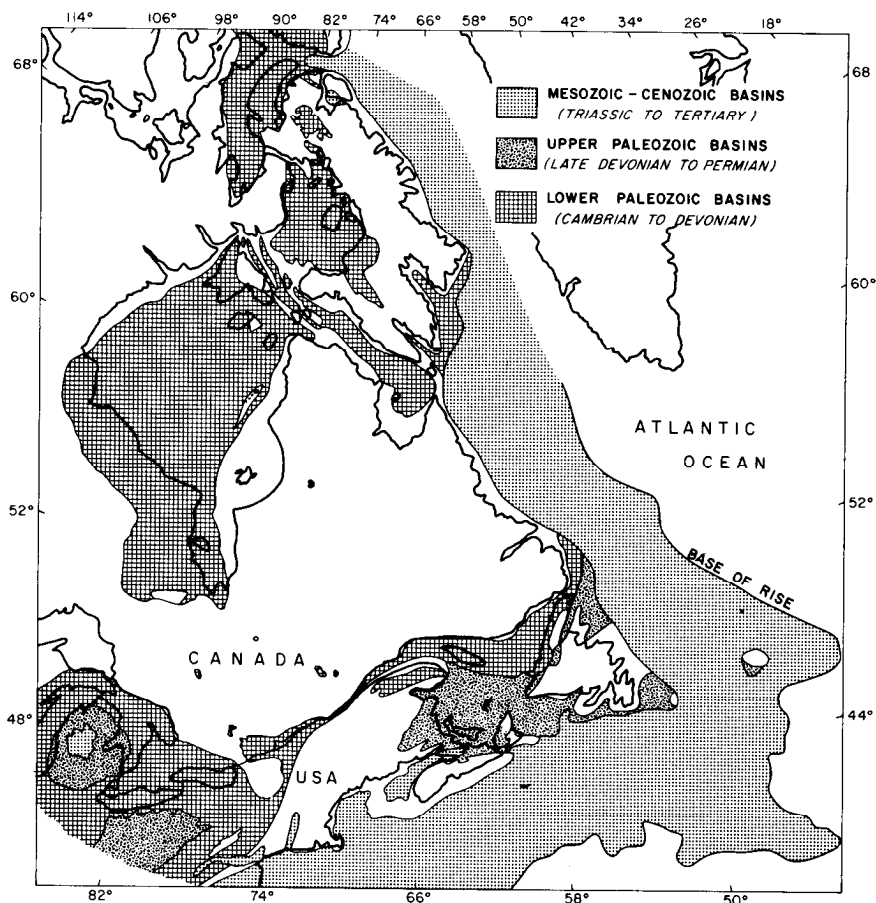 114° 106° 98° 90° 82° 74° 66° 58° 50° 42° 34° 26° 18°
68° 68
MESOZOIC - CENOZOIC BASINS
(TRIASSIC TO TERTIARY)
UPPER PALEOZOIC BASINS
(LATE DEVONIAN TO PERMIAN)
LOWER PALEOZOIC BASINS
(CAMBRIAN TO DEVONIAN)
60° 60°
ATLANTIC
OCEAN
52° 52°
BASE OF RISE
CANADA
48° 44°
USA
82° 74° 66° 58° 50°